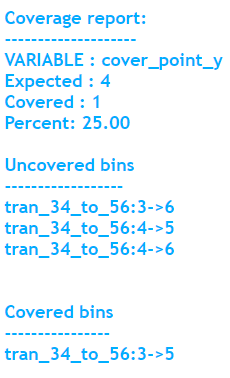 Coverage report:
--------------------
VARIABLE : cover_point_y
Expected : 4
Covered : 1
Percent: 25.00
Uncovered bins
------------------
tran_34_to_56:3->6
tran_34_to_56:4->5
tran_34_to_56:4->6
Covered bins
----------------
tran_34_to_56:3->5